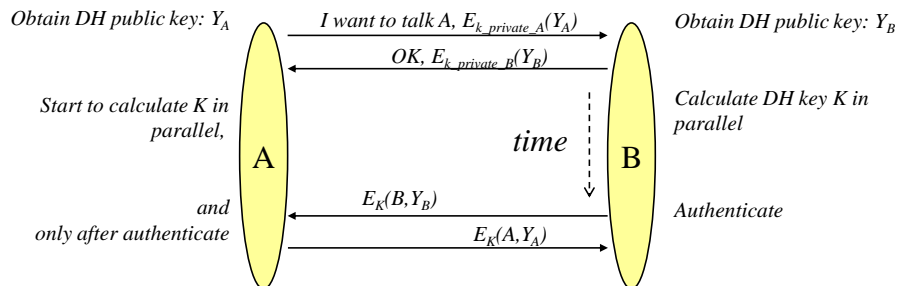 Obtain DH public key: Y_A
I want to talk A, E_k_private_A(Y_A)
Obtain DH public key: Y_B
OK, E_k_private_B(Y_B)
Start to calculate K in
parallel,
Calculate DH key K in
parallel
A
time
B
and
only after authenticate
E_K(B,Y_B)
Authenticate
E_K(A,Y_A)